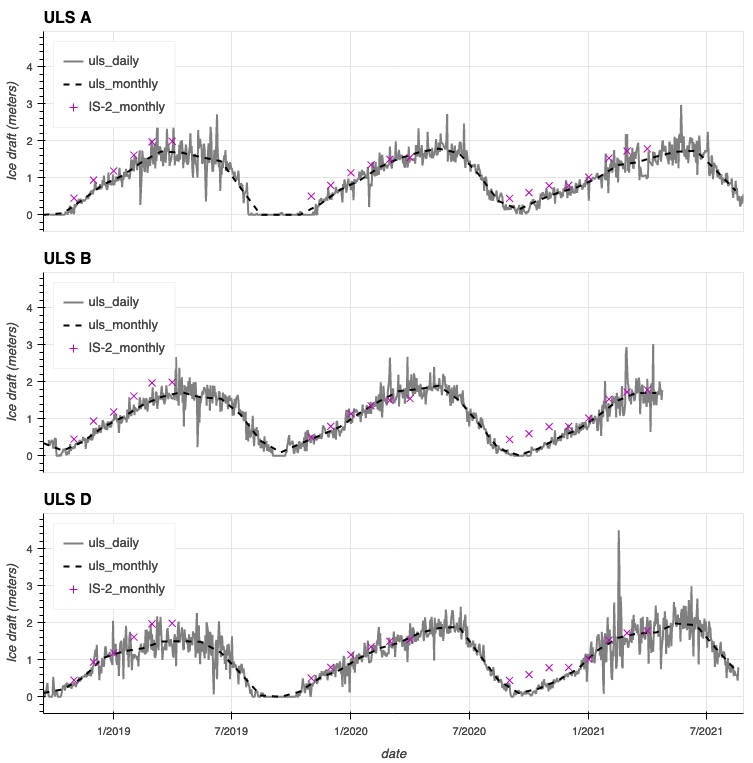 ULS A
Ice draft (meters)
4
3
2
1
0
uls_daily
uls_monthly
IS-2_monthly
ULS B
Ice draft (meters)
4
3
2
1
0
uls_daily
uls_monthly
IS-2_monthly
ULS D
Ice draft (meters)
4
3
2
1
0
uls_daily
uls_monthly
IS-2_monthly
1/2019
7/2019
1/2020
7/2020
1/2021
7/2021
date